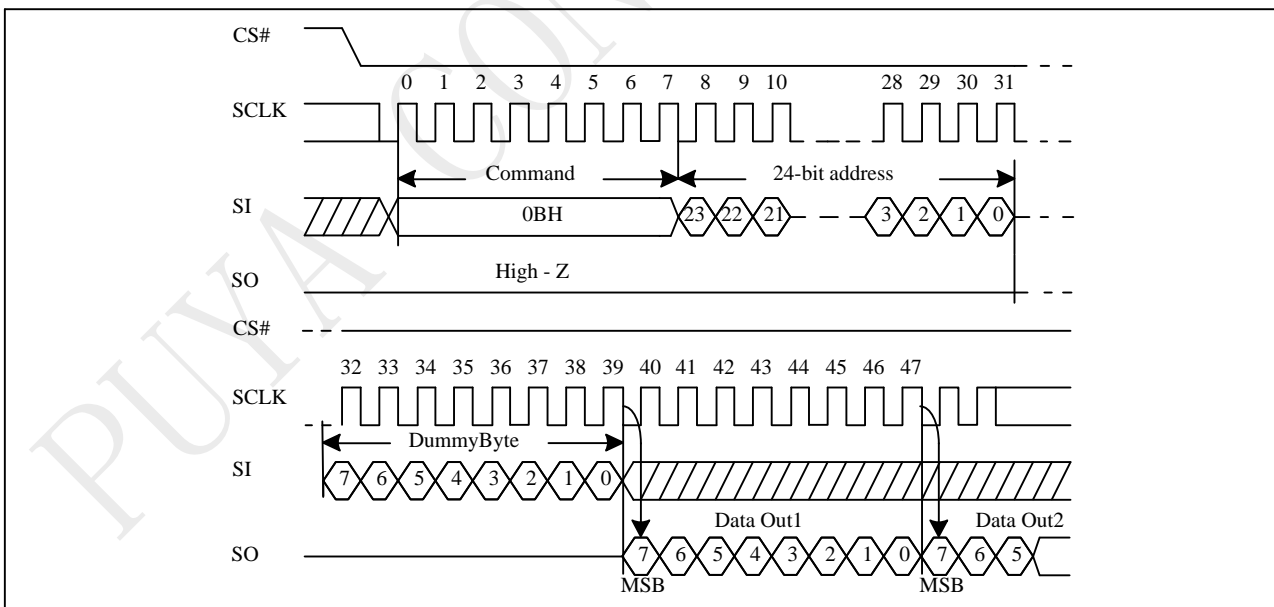 CS#
0 1 2 3 4 5 6 7 8 9 10 28 29 30 31
SCLK
Command 24-bit address
SI 0BH 23 22 21 3 2 1 0
High - Z
SO
CS#
32 33 34 35 36 37 38 39 40 41 42 43 44 45 46 47
SCLK
DummyByte
SI 7 6 5 4 3 2 1 0
Data Out1 Data Out2
SO 7 6 5 4 3 2 1 0 7 6 5
MSB MSB
PUYA CON